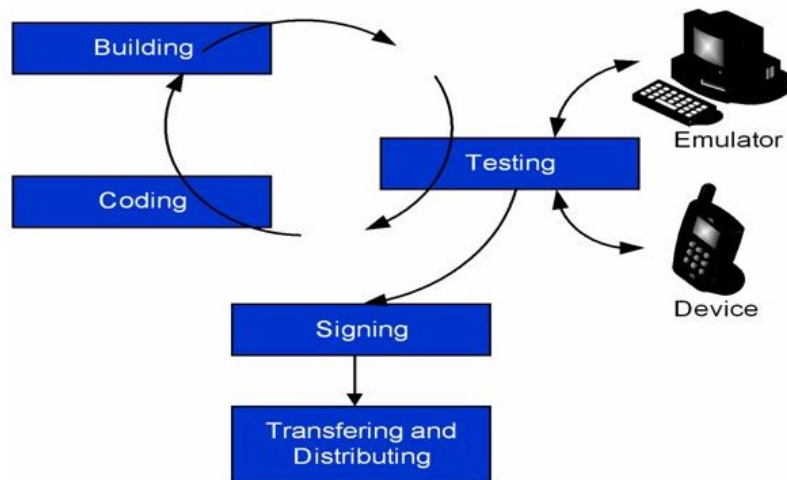 Building
Emulator
Testing
Coding
Device
Signing
Transfering and
Distributing